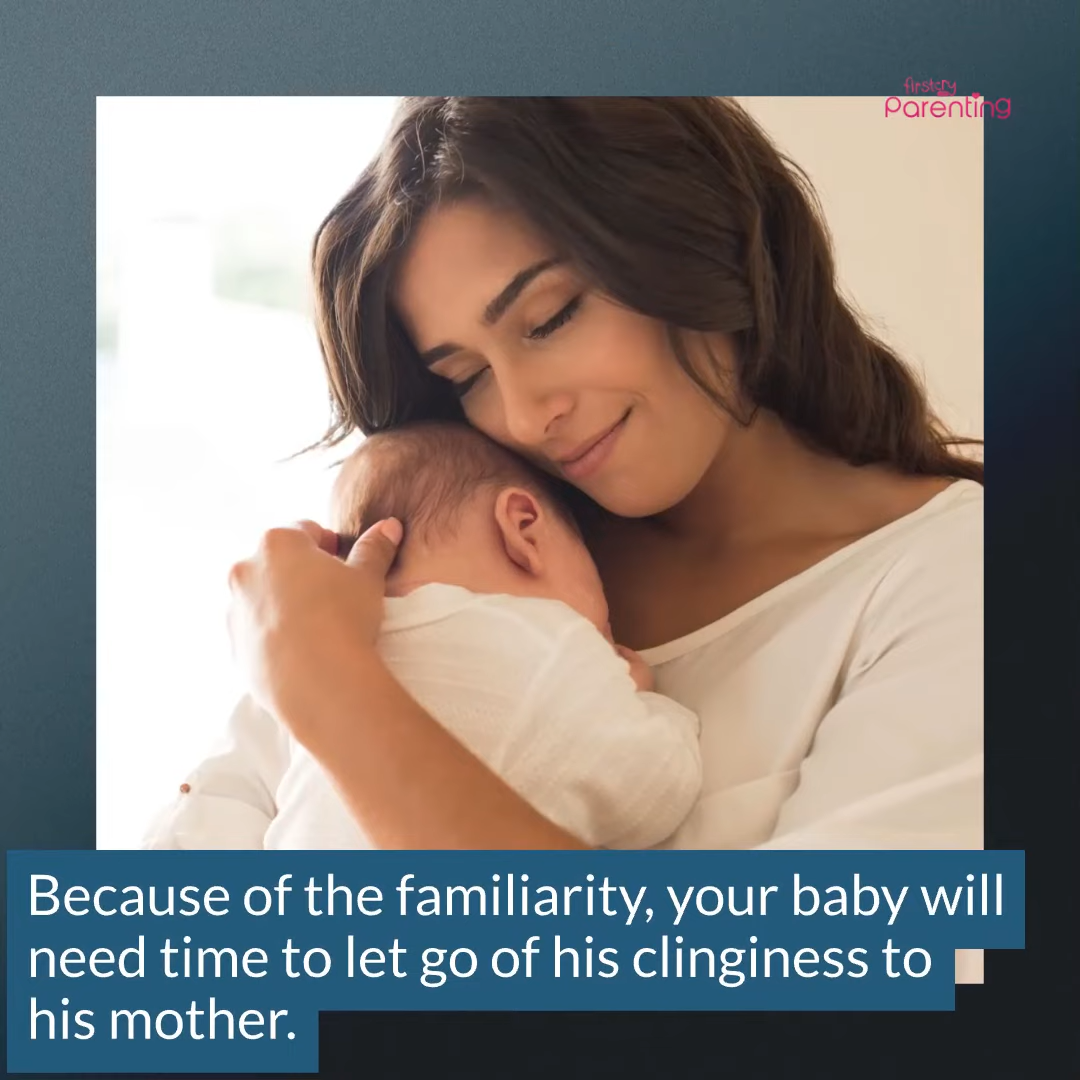 firstcry
Parenting
Because of the familiarity, your baby will
need time to let go of his clinginess to
his mother.